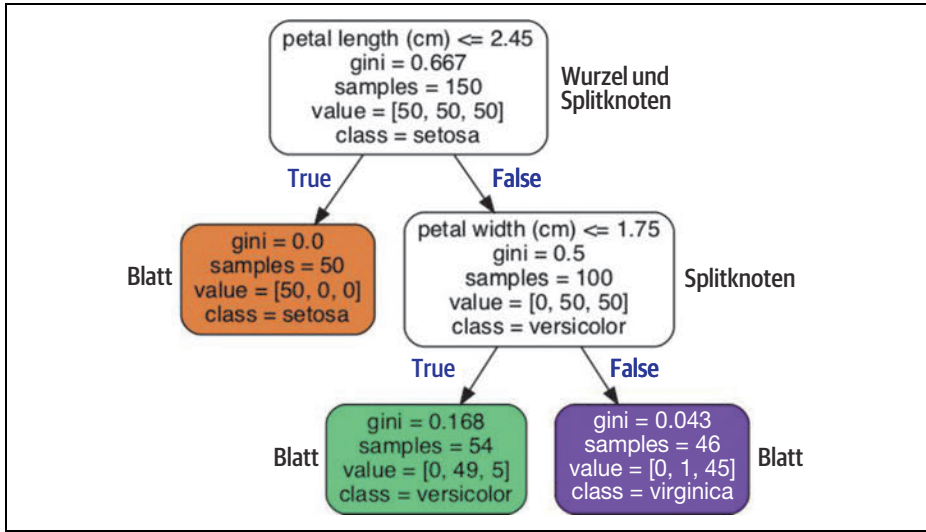 petal length (cm) <= 2.45
gini = 0.667
samples = 150
value = [50, 50, 50]
class = setosa
Wurzel und
Splitknoten
True
False
Blatt
gini = 0.0
samples = 50
value = [50, 0, 0]
class = setosa
petal width (cm) <= 1.75
gini = 0.5
samples = 100
value = [0, 50, 50]
class = versicolor
Splitknoten
True
False
Blatt
gini = 0.168
samples = 54
value = [0, 49, 5]
class = versicolor
gini = 0.043
samples = 46
value = [0, 1, 45]
class = virginica
Blatt